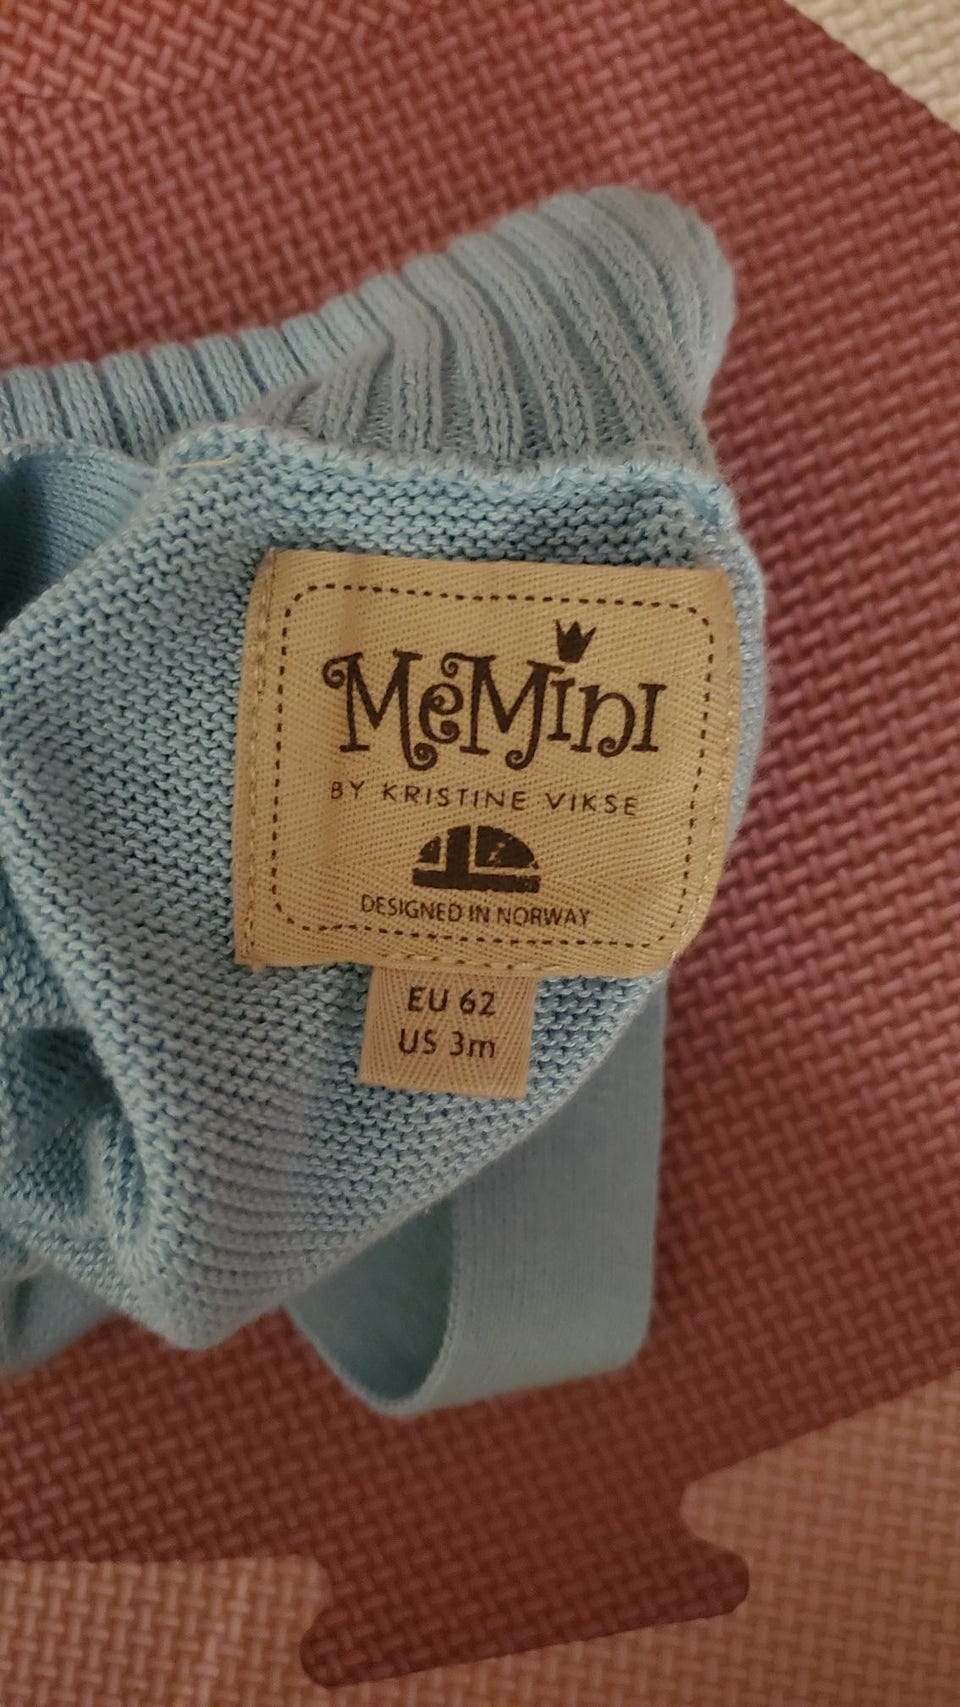 MeMini
BY KRISTINE VIKSE
DESIGNED IN NORWAY
EU 62
US 3m